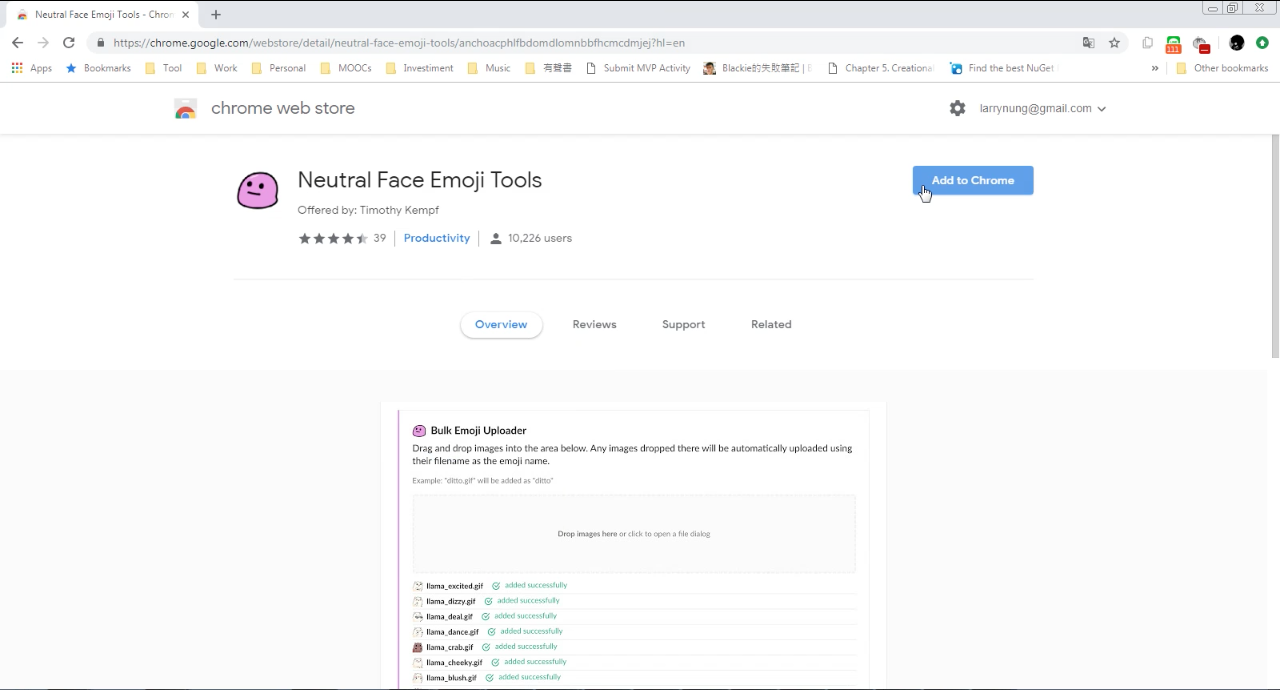 Neutral Face Emoji Tools - Chro
https://chrome.google.com/webstore/detail/neutral-face-emoji-tools/anchoacphlfbdomdlomnbbfhcmcdmjej?hl=en
111
Apps Bookmarks Tool Work Personal MOOCs Investiment Music 有聲書 Submit MVP Activity Blackie的失敗筆記 | Chapter 5. Creationa Find the best NuGet » Other bookmarks
chrome web store
larrynung@gmail.com
Neutral Face Emoji Tools
Add to Chrome
Offered by: Timothy Kempf
39 Productivity 10,226 users
Overview Reviews Support Related
Bulk Emoji Uploader
Drag and drop images into the area below. Any images dropped there will be automatically uploaded using
their filename as the emoji name.
Example: "ditto.gif" will be added as "ditto"
Drop images here or click to open a file dialog
llama_excited.gif added successfully
llama_dizzy.gif added successfully
llama_deal.gif added successfully
llama_dance.gif added successfully
llama_crab.gif added successfully
llama_cheeky.gif added successfully
llama_blush.gif added successfully